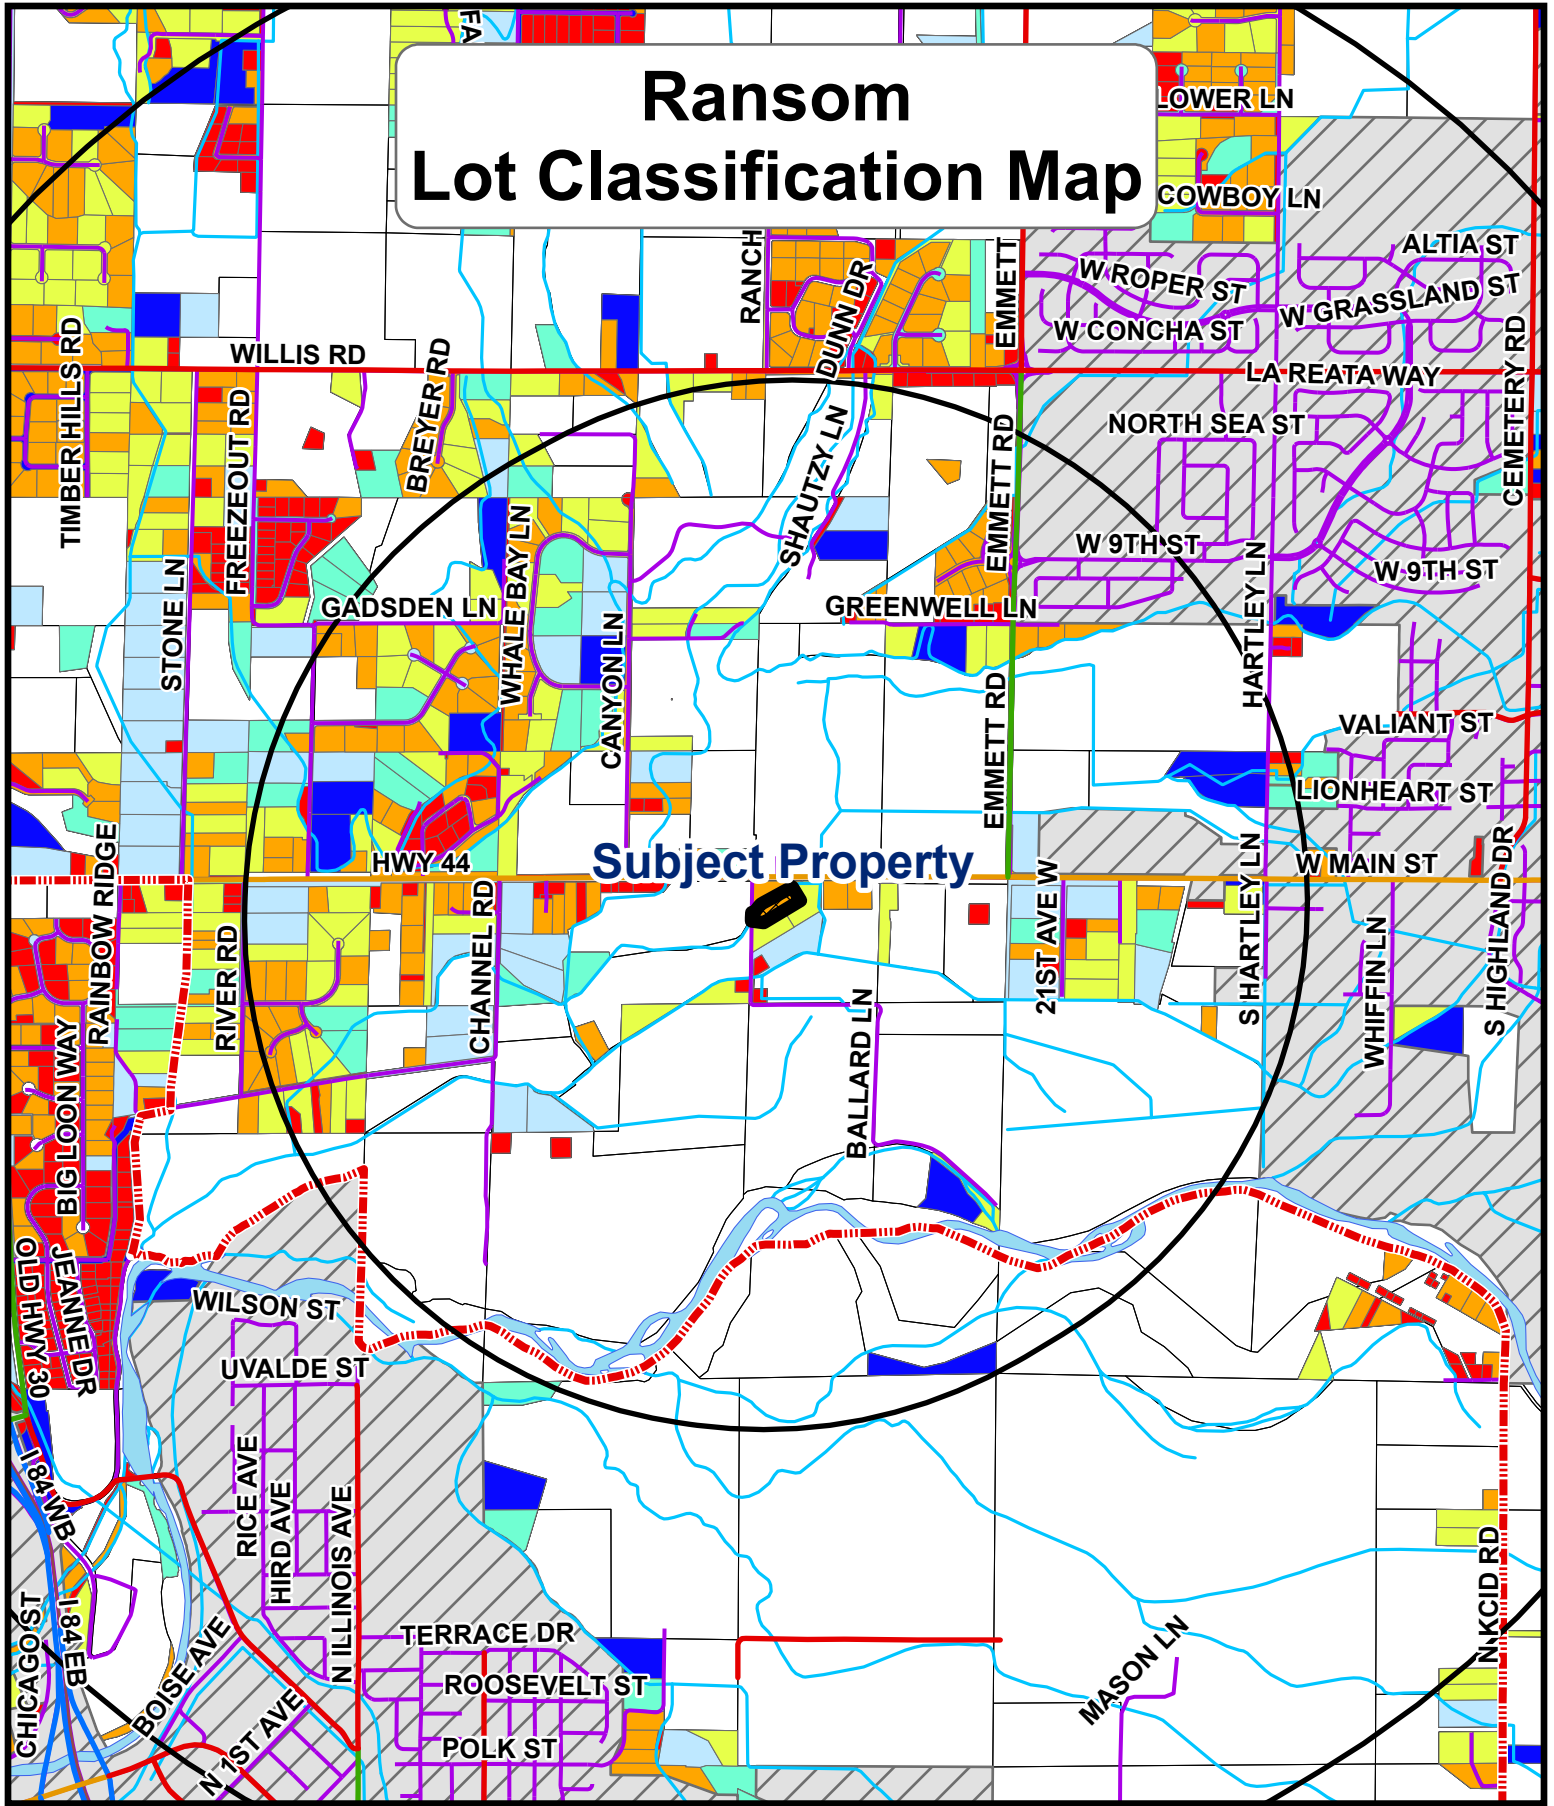 FA
Ransom
Lot Classification Map
LOWER LN
COWBOY LN
ALTIA ST
RANCH
DUNN DR
EMMETT
W ROPER ST
W GRASSLAND ST
W CONCHA ST
TIMBER HILLS RD
WILLIS RD
BREYER RD
LA REATA WAY
CEMETERY RD
FREEZEOUT RD
SHAUTZY LN
EMMETT RD
NORTH SEA ST
W 9TH ST
W 9TH ST
STONE LN
GADSDEN LN
WHALE BAY LN
CANYON LN
GREENWELL LN
HARTLEY LN
EMMETT RD
VALIANT ST
LIONHEART ST
RAINBOW RIDGE
HWY 44
Subject Property
W MAIN ST
S HIGHLAND DR
RIVER RD
CHANNEL RD
21ST AVE W
S HARTLEY LN
WHIFFIN LN
BIG LOON WAY
BALLARD LN
OLD HWY 30
JEANNE DR
WILSON ST
UVALDE ST
I 84 WB
RICE AVE
HIRD AVE
N ILLINOIS AVE
CHICAGO ST
I 84 EB
BOISE AVE
N 1ST AVE
TERRACE DR
ROOSEVELT ST
POLK ST
MASON LN
N KCID RD